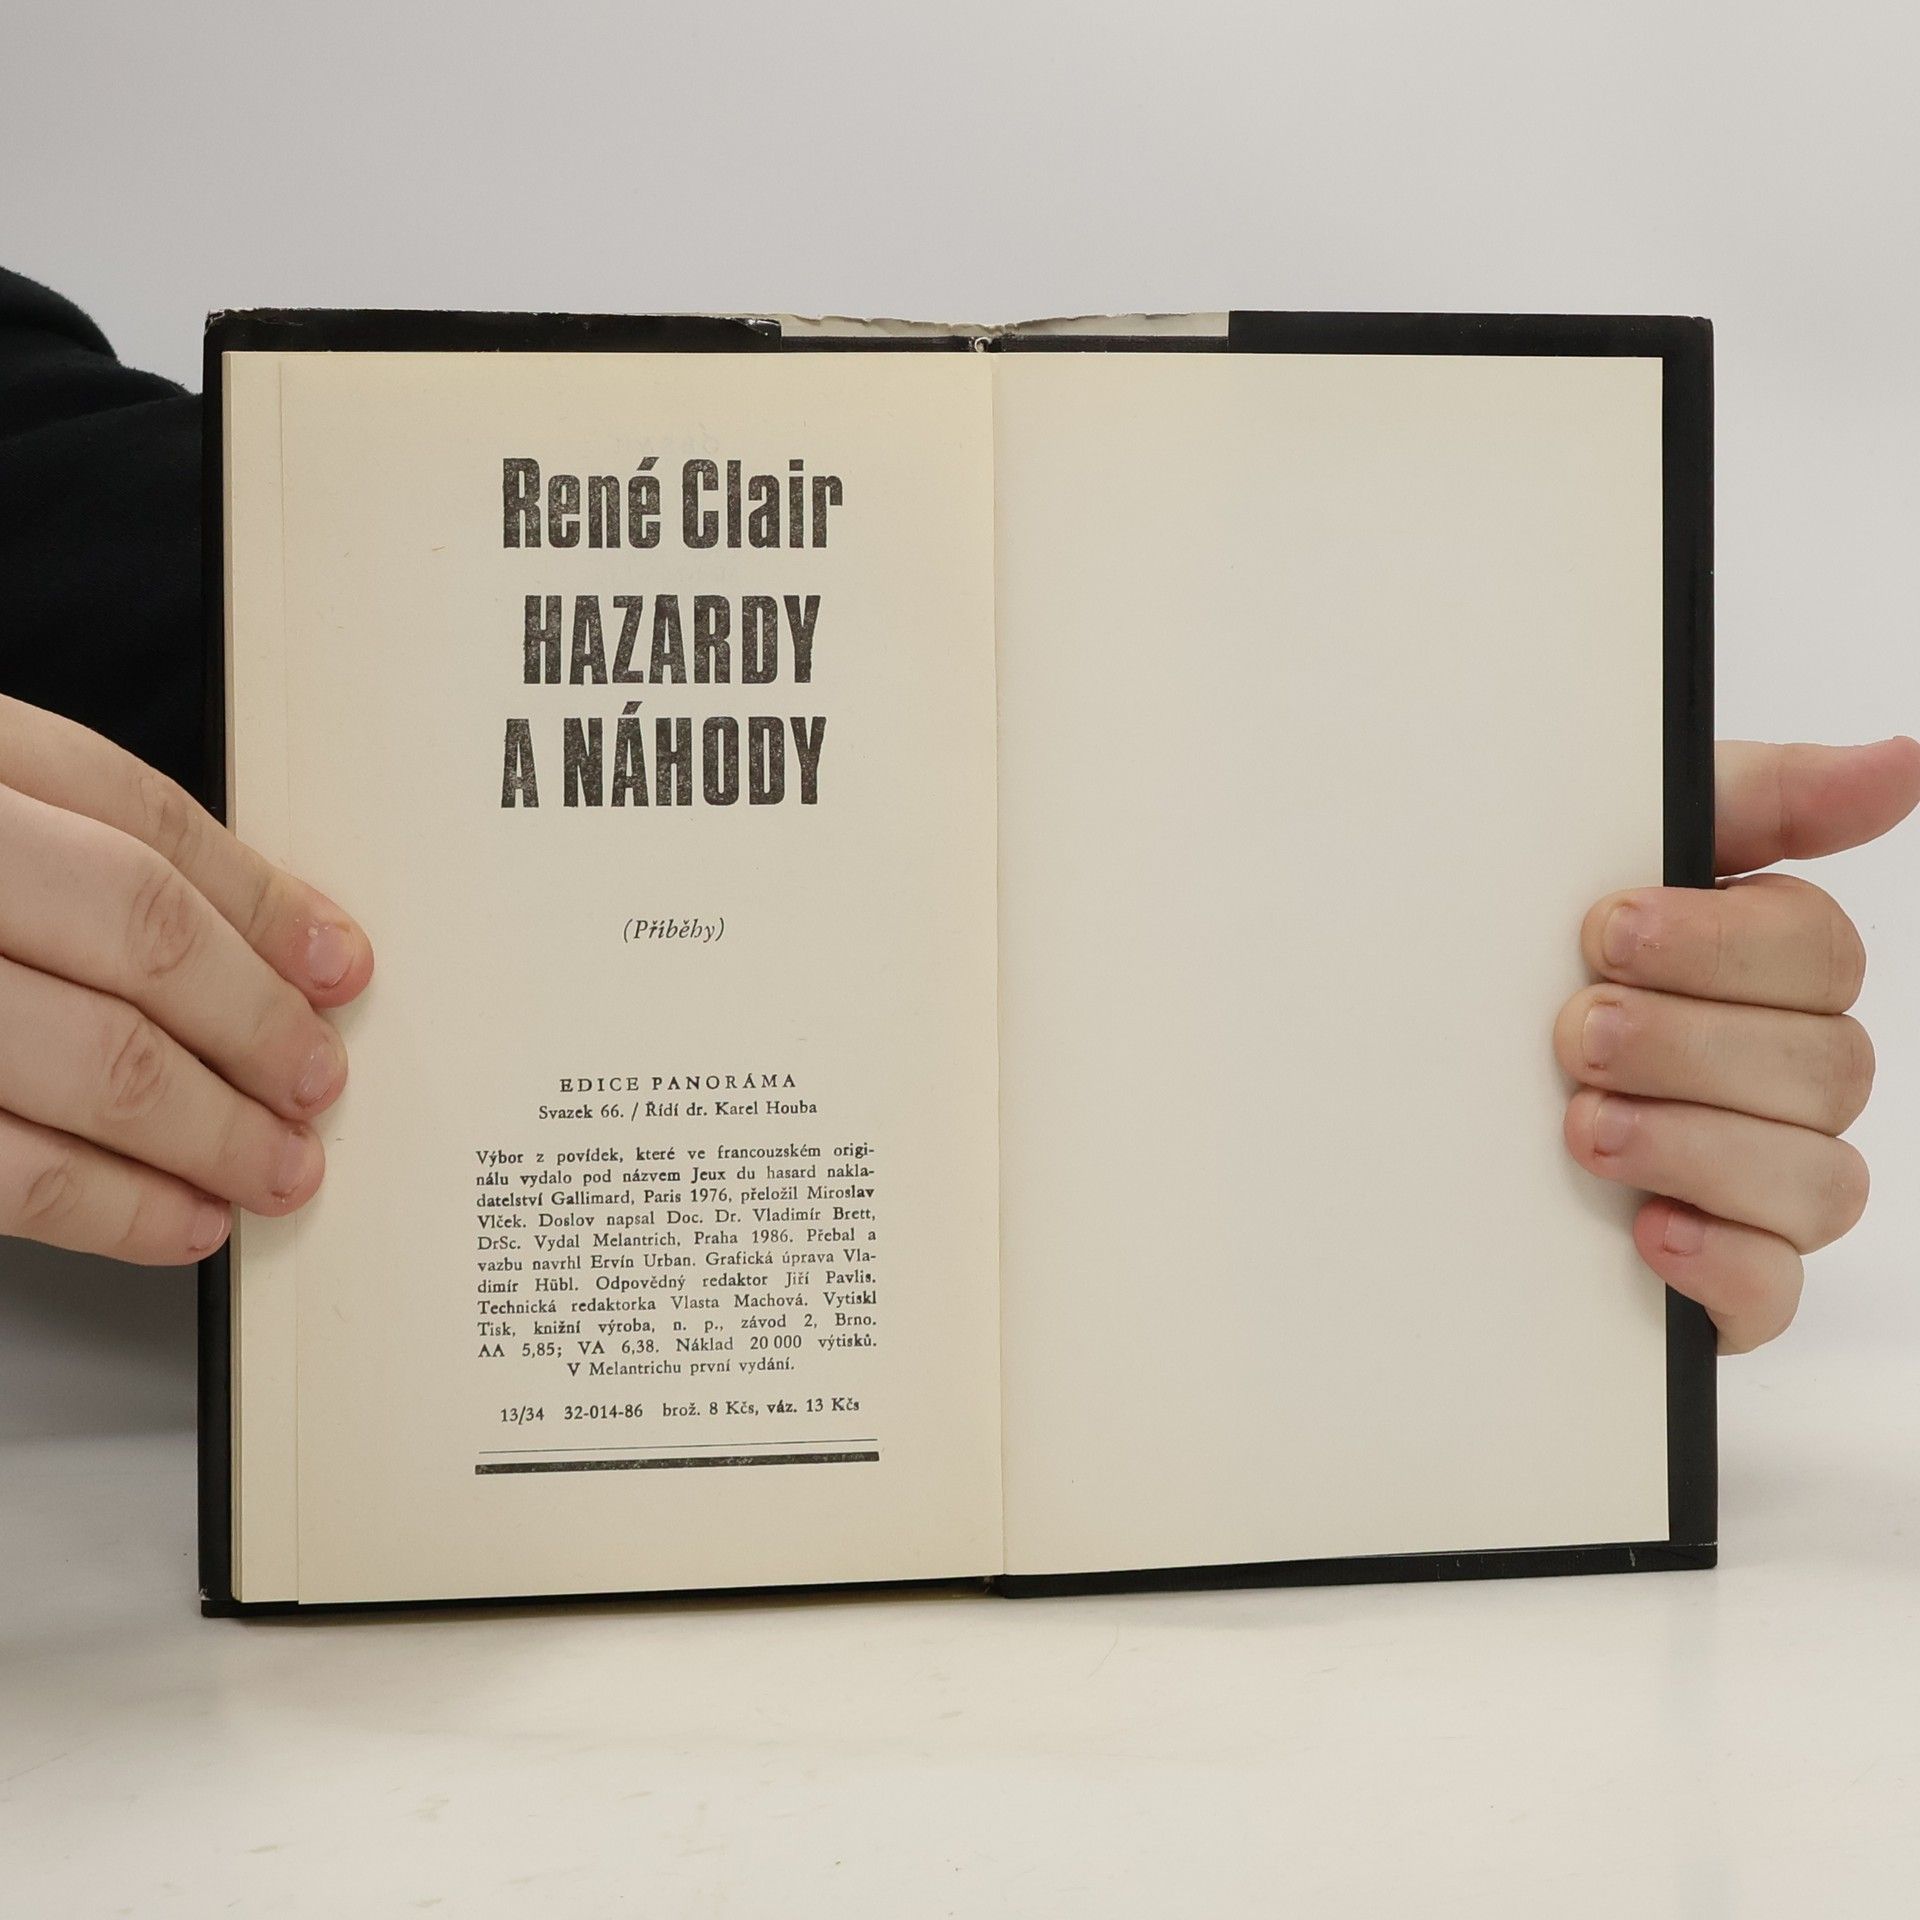 René Clair
HAZARDY
A NÁHODY
(Příběhy)
EDICE PANORÁMA
Svazek 66. / Řídí dr. Karel Houba
Výbor z povídek, které ve francouzském origi-
nálu vydalo pod názvem Jeux du hasard nakla-
datelství Gallimard, Paris 1976, přeložil Miroslav
Vlček. Doslov napsal Doc. Dr. Vladimír Brett,
DrSc. Vydal Melantrich, Praha 1986. Přebal a
vazbu navrhl Ervín Urban. Grafická úprava Vla-
dimír Hübl. Odpovědný redaktor Jiří Pavlis.
Technická redaktorka Vlasta Machová. Vytiskl
Tisk, knižní výroba, n. p., závod 2, Brno.
AA 5,85; VA 6,38. Náklad 20 000 výtisků.
V Melantrichu první vydání.
13/34 32-014-86 brož. 8 Kčs, váz. 13 Kčs